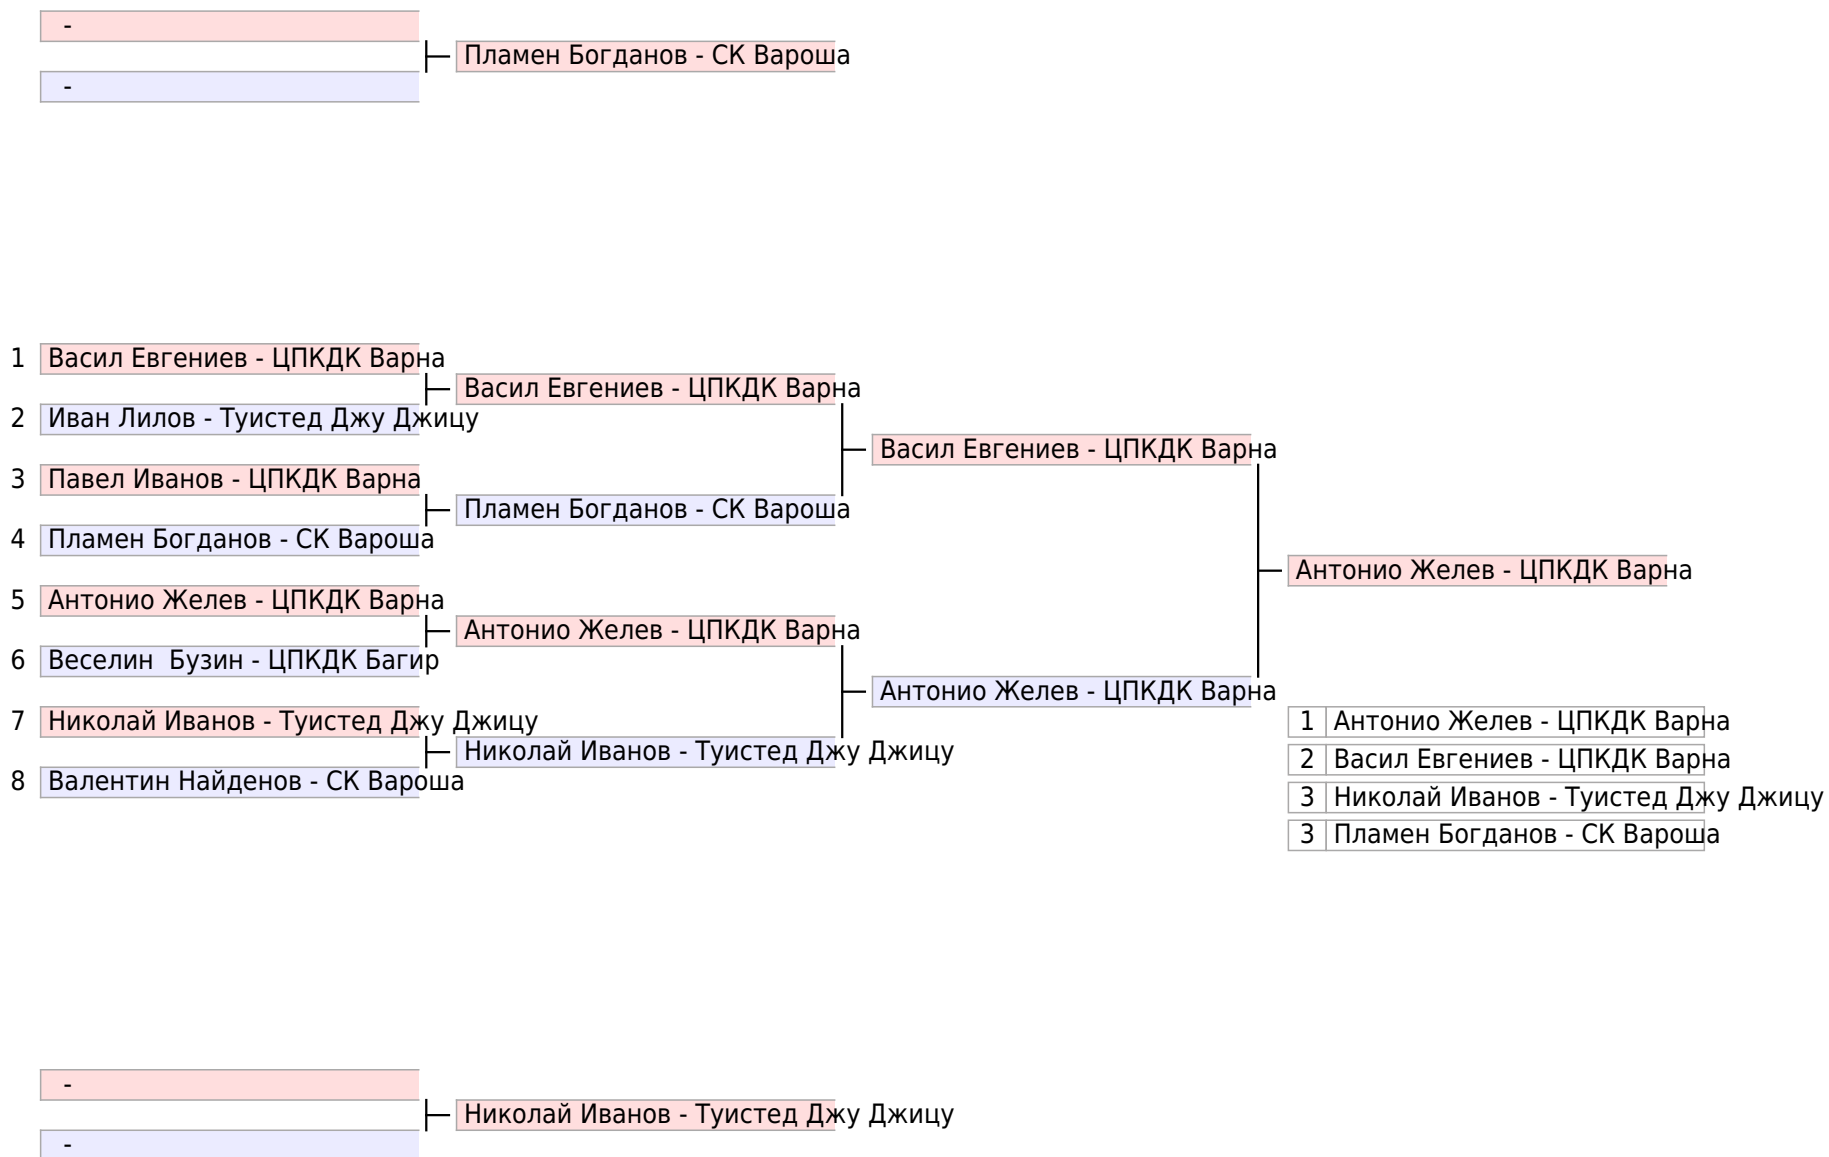 -
Пламен Богданов - СК Вароша
-
1 Васил Евгениев - ЦПКДК Варна
Васил Евгениев - ЦПКДК Варна
2 Иван Лилов - Туистед Джу Джицу
Васил Евгениев - ЦПКДК Варна
3 Павел Иванов - ЦПКДК Варна
Пламен Богданов - СК Вароша
4 Пламен Богданов - СК Вароша
Антонио Желев - ЦПКДК Варна
5 Антонио Желев - ЦПКДК Варна
Антонио Желев - ЦПКДК Варна
6 Веселин  Бузин - ЦПКДК Багир
Антонио Желев - ЦПКДК Варна
7 Николай Иванов - Туистед Джу Джицу
Николай Иванов - Туистед Джу Джицу
8 Валентин Найденов - СК Вароша
1 Антонио Желев - ЦПКДК Варна
2 Васил Евгениев - ЦПКДК Варна
3 Николай Иванов - Туистед Джу Джицу
3 Пламен Богданов - СК Вароша
-
Николай Иванов - Туистед Джу Джицу
-